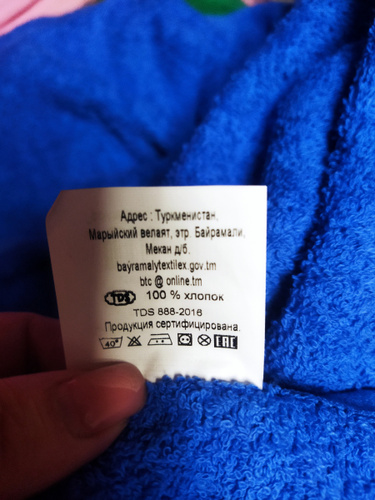 Адрес : Туркменистан,
Марыйский велаят, этр. Байрамали,
Мекан д/б.
baýramalytextilex.gov.tm
btc @ online.tm
TDS 100 % хлопок
TDS 888-2016
Продукция сертифицирована.
40° EAC